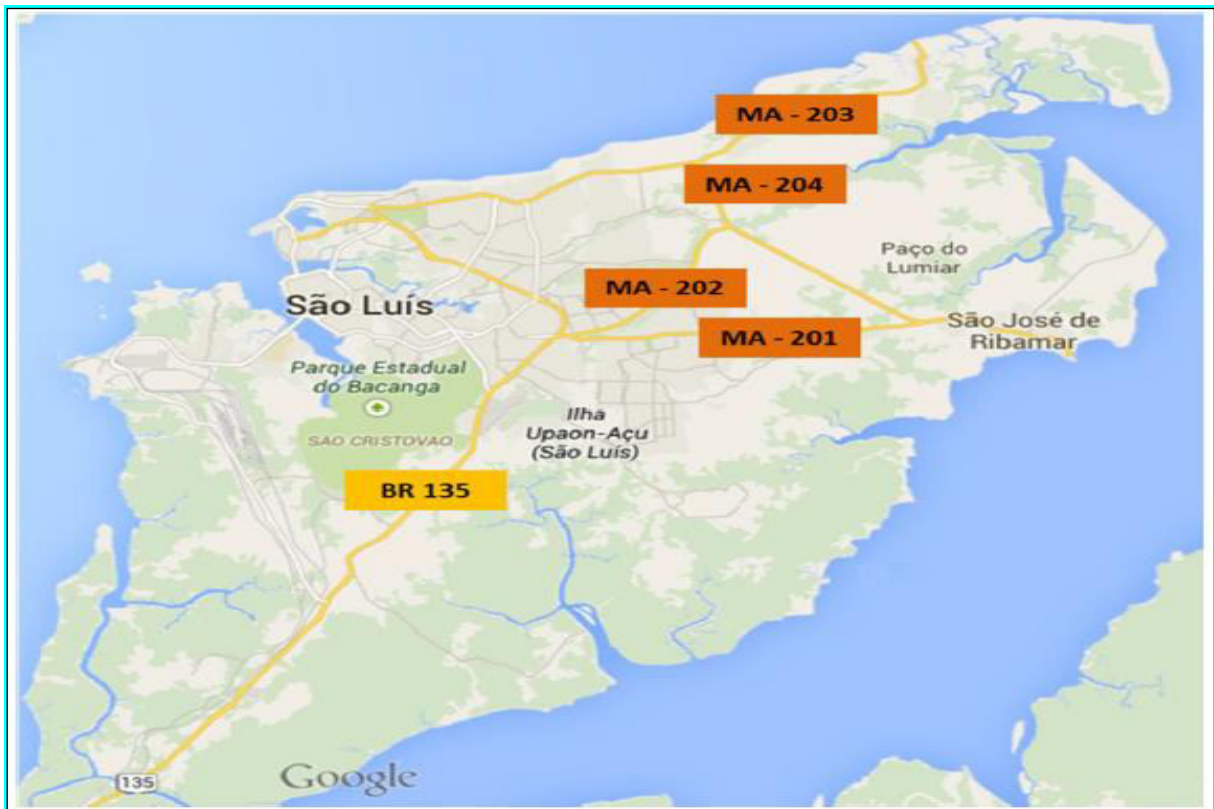 MA - 203
MA - 204
Paço do
Lumiar
MA - 202
São Luís
São José de
Ribamar
MA - 201
Parque Estadual
do Bacanga
Ilha
Upaon-Açu
(São Luís)
SAO CRISTOVAO
BR 135
135
Google